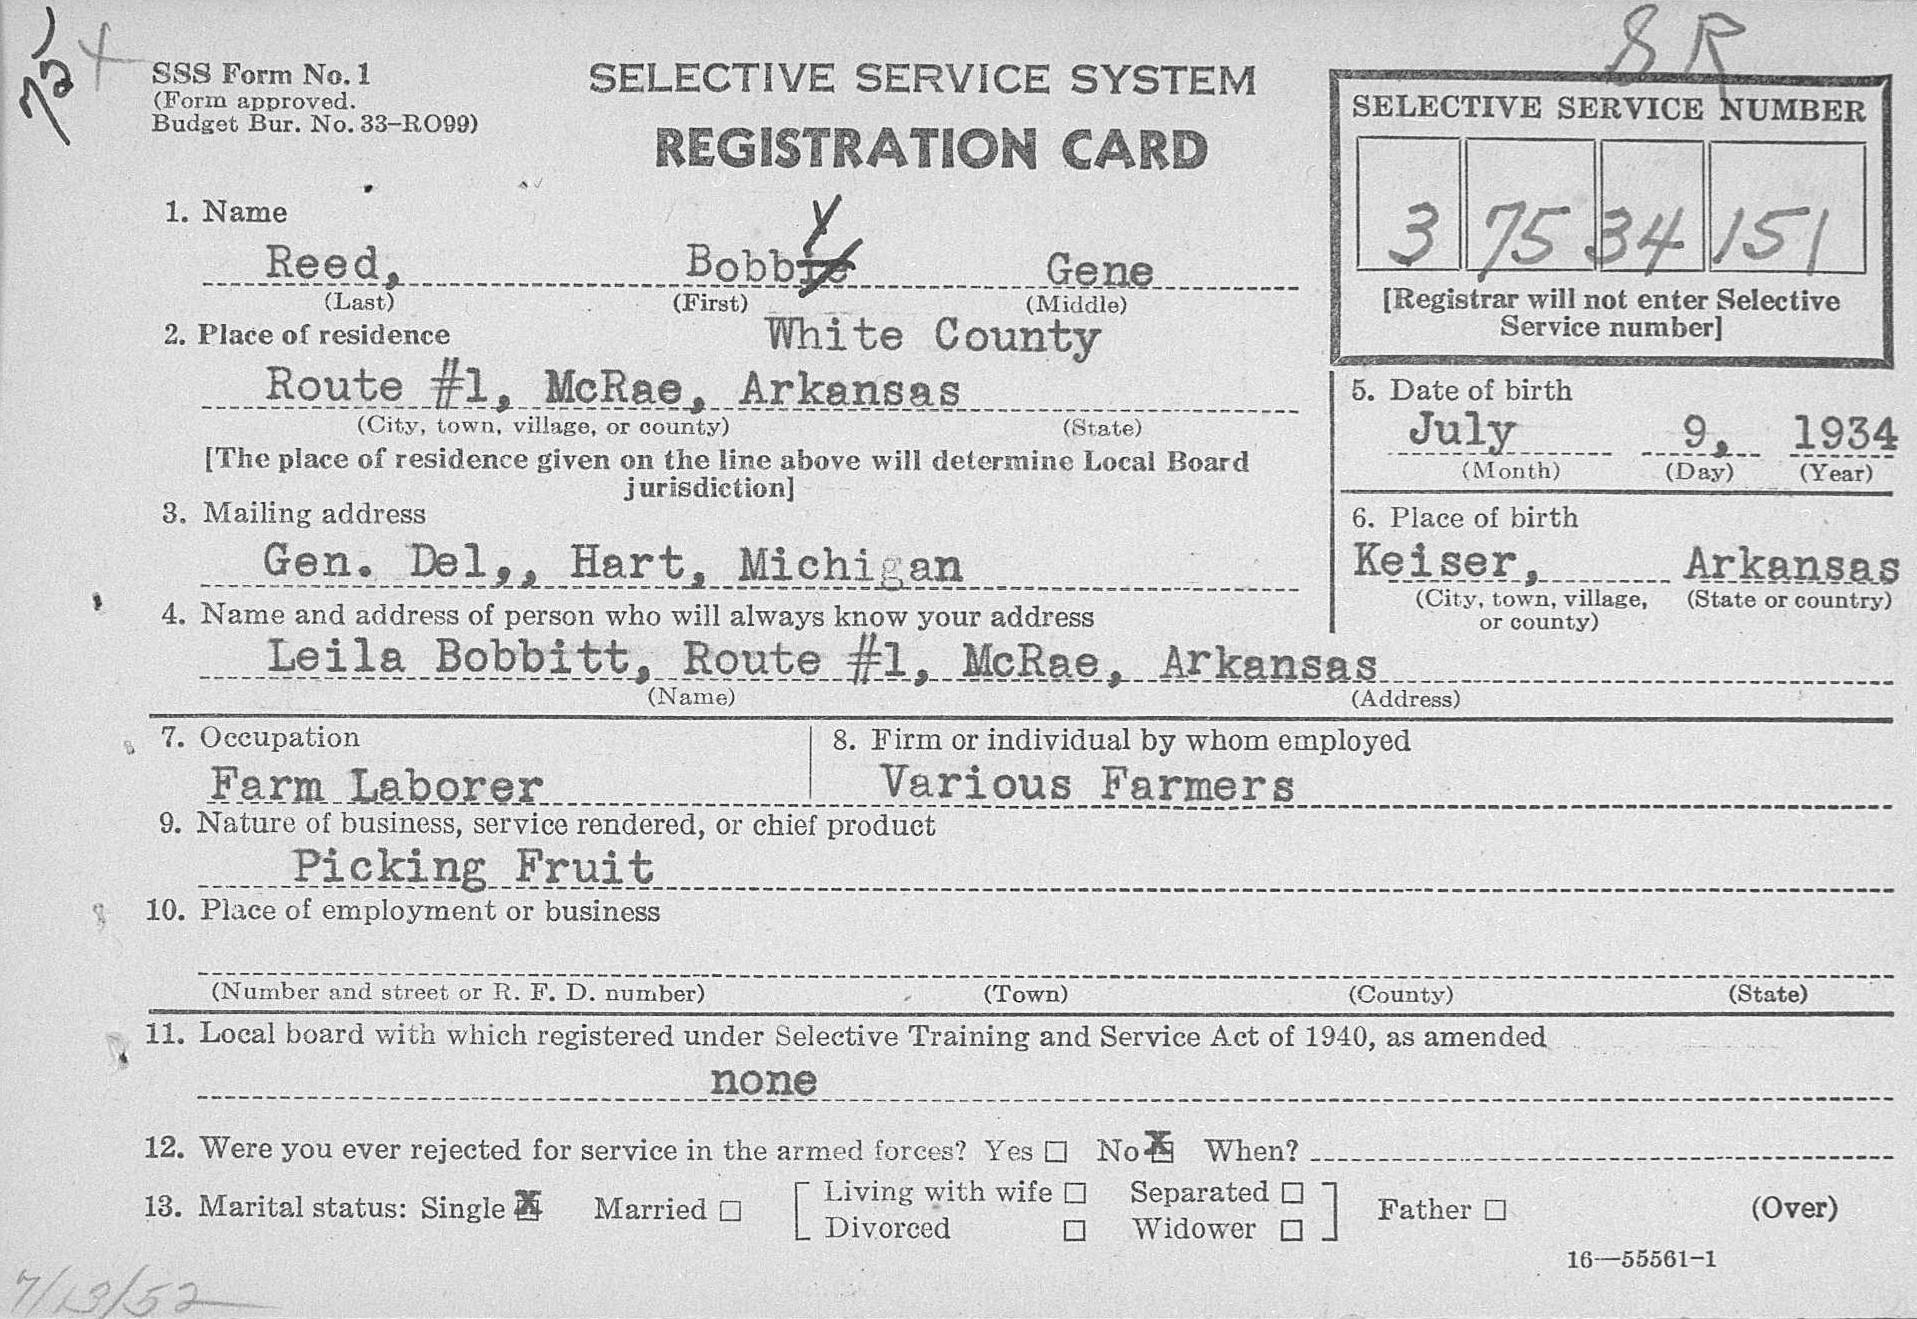 8 R
SSS Form No. 1
(Form approved.
Budget Bur. No. 33-RO99)
SELECTIVE SERVICE SYSTEM
REGISTRATION CARD
SELECTIVE SERVICE NUMBER
3 75 34 151
[Registrar will not enter Selective
Service number]
1. Name
y
Reed, Bobbie Gene
(Last) (First) (Middle)
2. Place of residence White County
Route #1, McRae, Arkansas
(City, town, village, or county) (State)
[The place of residence given on the line above will determine Local Board
jurisdiction]
3. Mailing address
Gen. Del,, Hart, Michigan
5. Date of birth
July 9, 1934
(Month) (Day) (Year)
6. Place of birth
Keiser, Arkansas
(City, town, village, (State or country)
or county)
4. Name and address of person who will always know your address
Leila Bobbitt, Route #1, McRae, Arkansas
(Name) (Address)
7. Occupation
Farm Laborer
8. Firm or individual by whom employed
Various Farmers
9. Nature of business, service rendered, or chief product
Picking Fruit
10. Place of employment or business
(Number and street or R. F. D. number) (Town) (County) (State)
11. Local board with which registered under Selective Training and Service Act of 1940, as amended
none
12. Were you ever rejected for service in the armed forces? Yes ☐ No ☒ When?
13. Marital status: Single ☒ Married ☐ [Living with wife ☐ Separated ☐
Divorced ☐ Widower ☐] Father ☐ (Over)
16—55561-1
7/13/52